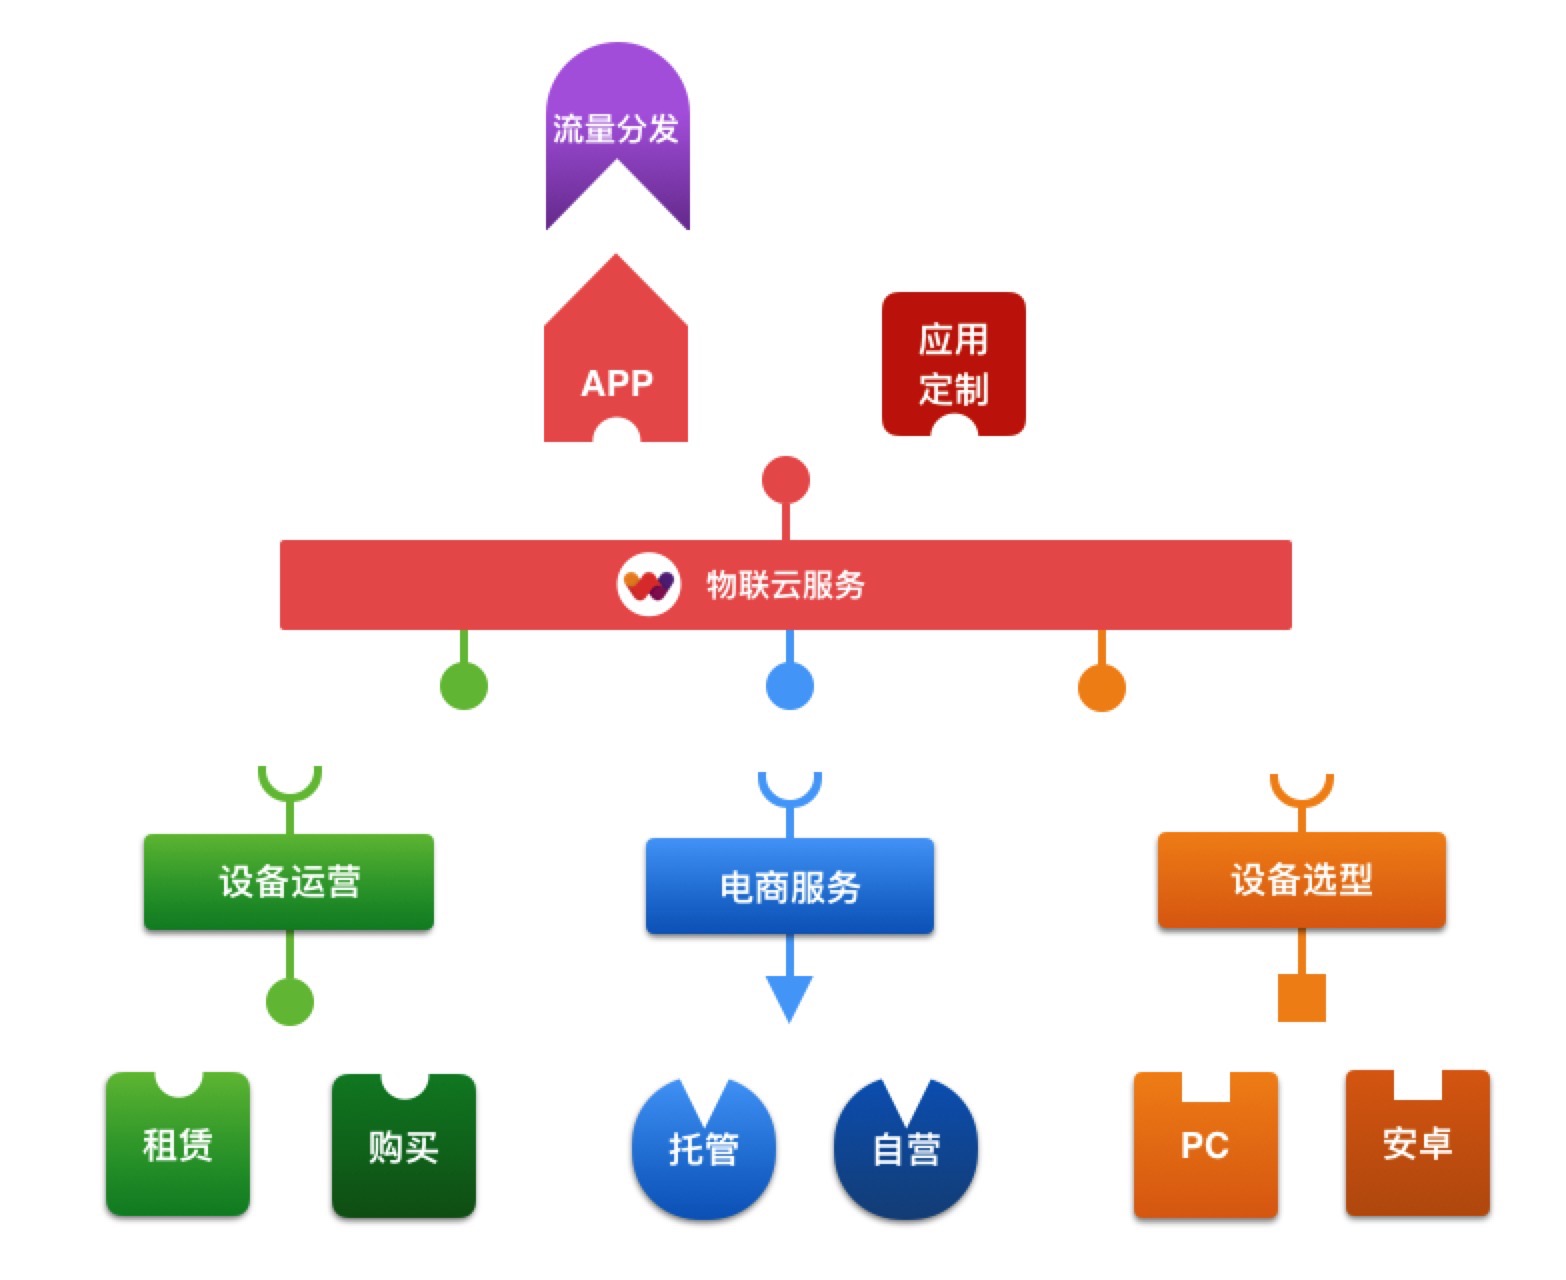 流量分发
APP
应用
定制
物联云服务
设备运营
电商服务
设备选型
租赁
购买
托管
自营
PC
安卓